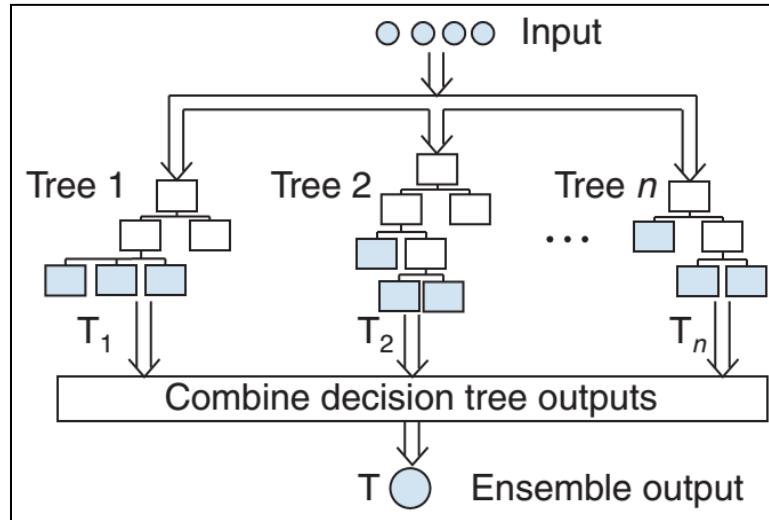 Input
Tree 1
Tree 2
Tree n
...
T1
T2
Tn
Combine decision tree outputs
T
Ensemble output